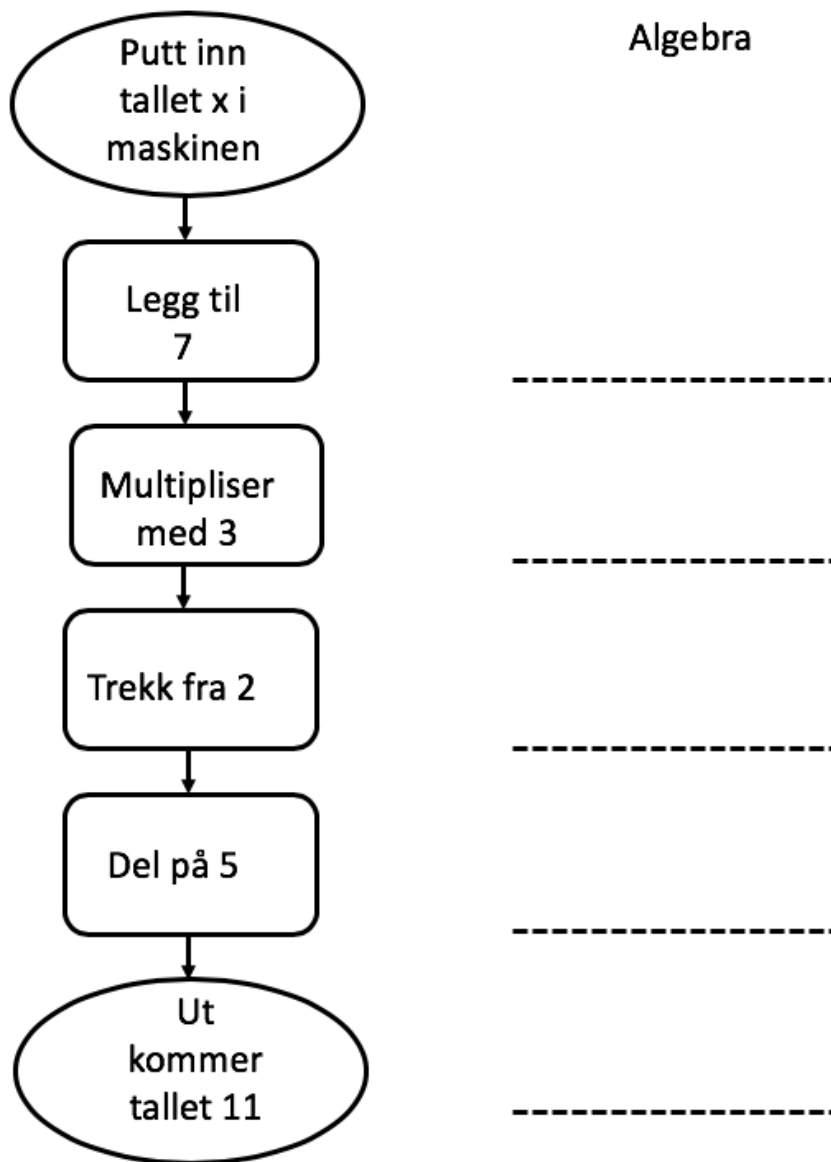 Putt inn
tallet x i
maskinen
Algebra
Legg til
7
Multipliser
med 3
Trekk fra 2
Del på 5
Ut
kommer
tallet 11